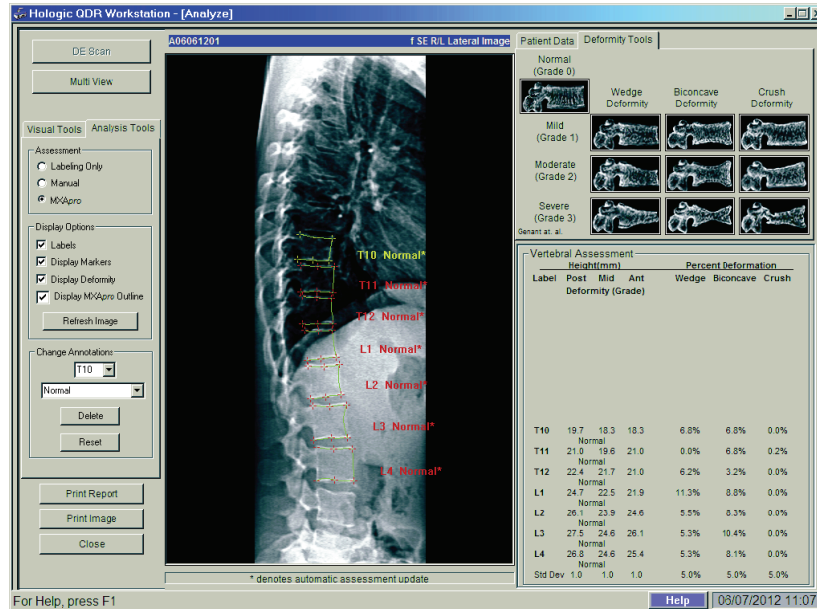 Hologic QDR Workstation - [Analyze]
DE Scan
Multi View
Visual Tools Analysis Tools
Assessment
Labeling Only
Manual
MXApro
Display Options
Labels
Display Markers
Display Deformity
Display MXApro Outline
Refresh Image
Change Annotations
T10
Normal
Delete
Reset
Print Report
Print Image
Close
A06061201 f SE R/L Lateral Image
T10 Normal*
T11 Normal*
T12 Normal*
L1 Normal*
L2 Normal*
L3 Normal*
L4 Normal*
* denotes automatic assessment update
Patient Data Deformity Tools
Normal
(Grade 0)
Wedge Biconcave Crush
Deformity Deformity Deformity
Mild
(Grade 1)
Moderate
(Grade 2)
Severe
(Grade 3)
Genant at. al.
Vertebral Assessment
Height(mm) Percent Deformation
Label Post Mid Ant Wedge Biconcave Crush
Deformity (Grade)
T10 19.7 18.3 18.3 6.8% 6.8% 0.0%
Normal
T11 21.0 19.6 21.0 0.0% 6.8% 0.2%
Normal
T12 22.4 21.7 21.0 6.2% 3.2% 0.0%
Normal
L1 24.7 22.5 21.9 11.3% 8.8% 0.0%
Normal
L2 26.1 23.9 24.6 5.5% 8.3% 0.0%
Normal
L3 27.5 24.6 26.1 5.3% 10.4% 0.0%
Normal
L4 26.8 24.6 25.4 5.3% 8.1% 0.0%
Normal
Std Dev 1.0 1.0 1.0 5.0% 5.0% 5.0%
For Help, press F1 Help 06/07/2012 11:07